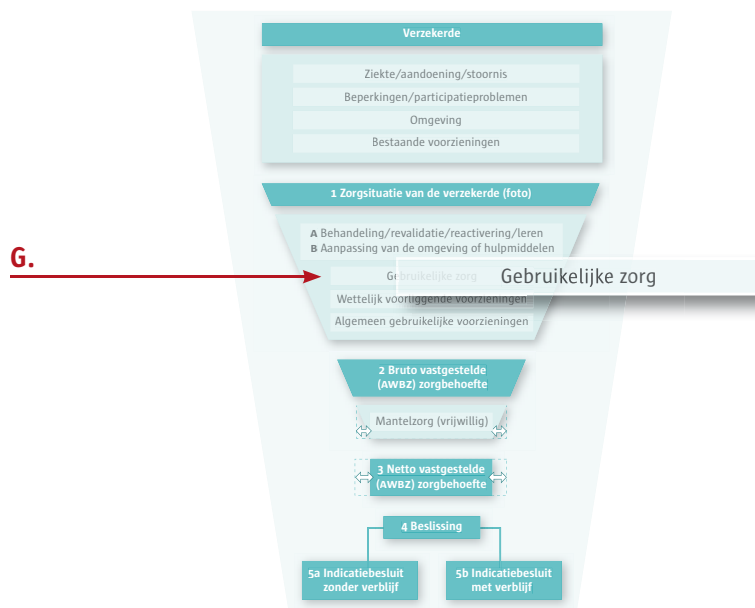 Verzekerde
Ziekte/aandoening/stoornis
Beperkingen/participatieproblemen
Omgeving
Bestaande voorzieningen
1 Zorgsituatie van de verzekerde (foto)
A Behandeling/revalidatie/reactivering/leren
B Aanpassing van de omgeving of hulpmiddelen
G.
Gebruikelijke zorg
Gebruikelijke zorg
Wettelijk voorliggende voorzieningen
Algemeen gebruikelijke voorzieningen
2 Bruto vastgestelde
(AWBZ) zorgbehoefte
Mantelzorg (vrijwillig)
3 Netto vastgestelde
(AWBZ) zorgbehoefte
4 Beslissing
5a Indicatiebesluit
zonder verblijf
5b Indicatiebesluit
met verblijf